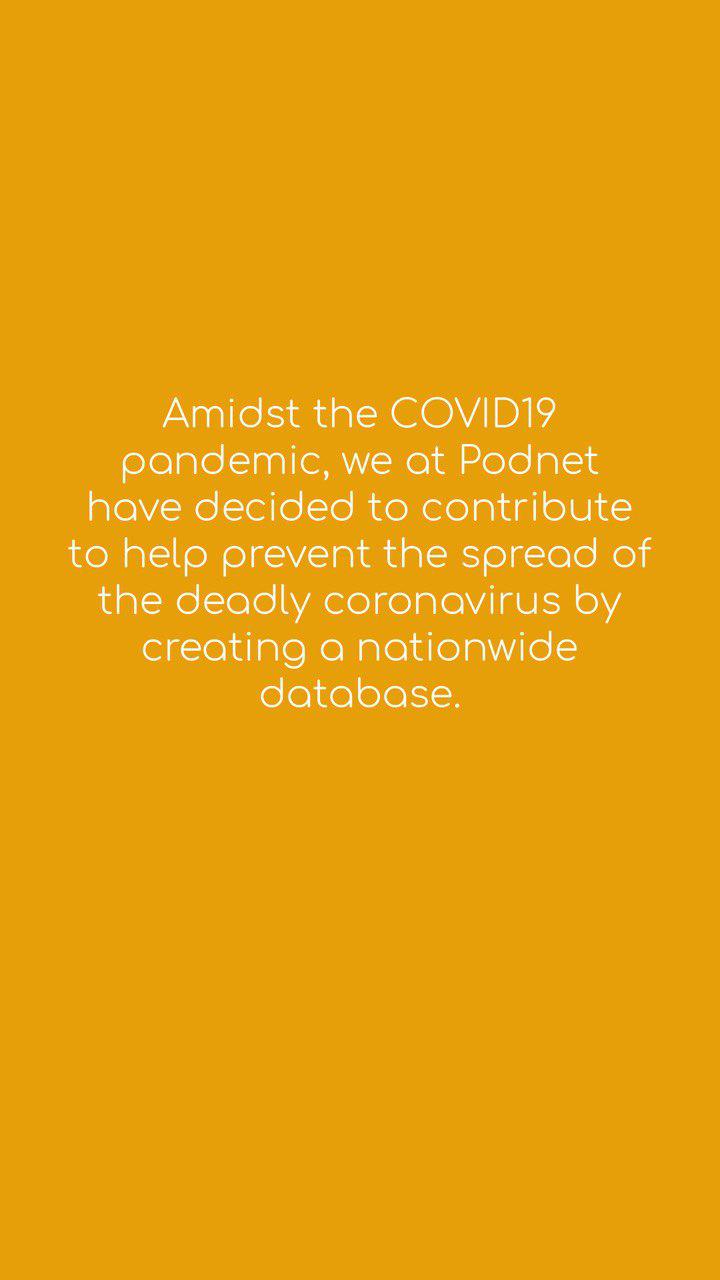 Amidst the COVID19
pandemic, we at Podnet
have decided to contribute
to help prevent the spread of
the deadly coronavirus by
creating a nationwide
database.